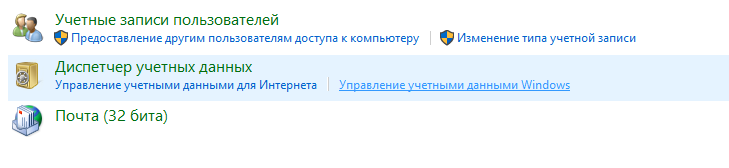 Учетные записи пользователей
Предоставление другим пользователям доступа к компьютеру Изменение типа учетной записи
Диспетчер учетных данных
Управление учетными данными для Интернета Управление учетными данными Windows
Почта (32 бита)